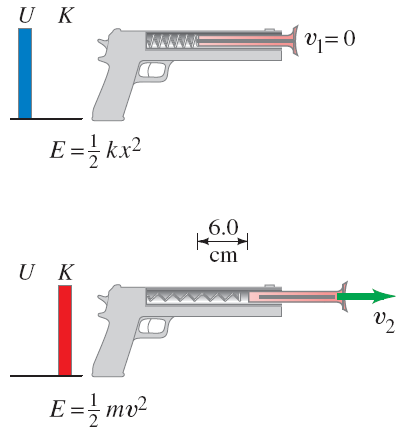 U K
v₁ = 0
E = ½ kx²
6.0
cm
U K
v₂
E = ½ mv²